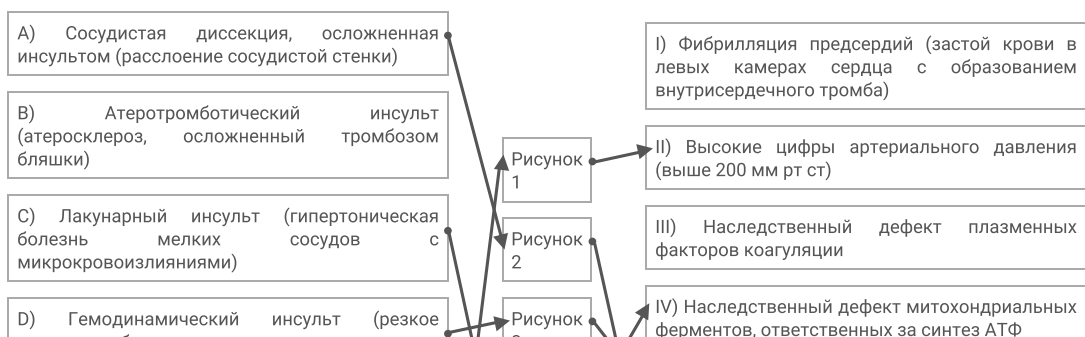 A) Сосудистая диссекция, осложненная
инсультом (расслоение сосудистой стенки)
B) Атеротромботический инсульт
(атеросклероз, осложненный тромбозом
бляшки)
C) Лакунарный инсульт (гипертоническая
болезнь мелких сосудов с
микрокровоизлияниями)
D) Гемодинамический инсульт (резкое
Рисунок
1
Рисунок
2
Рисунок
I) Фибрилляция предсердий (застой крови в
левых камерах сердца с образованием
внутрисердечного тромба)
II) Высокие цифры артериального давления
(выше 200 мм рт ст)
III) Наследственный дефект плазменных
факторов коагуляции
IV) Наследственный дефект митохондриальных
ферментов, ответственных за синтез АТФ